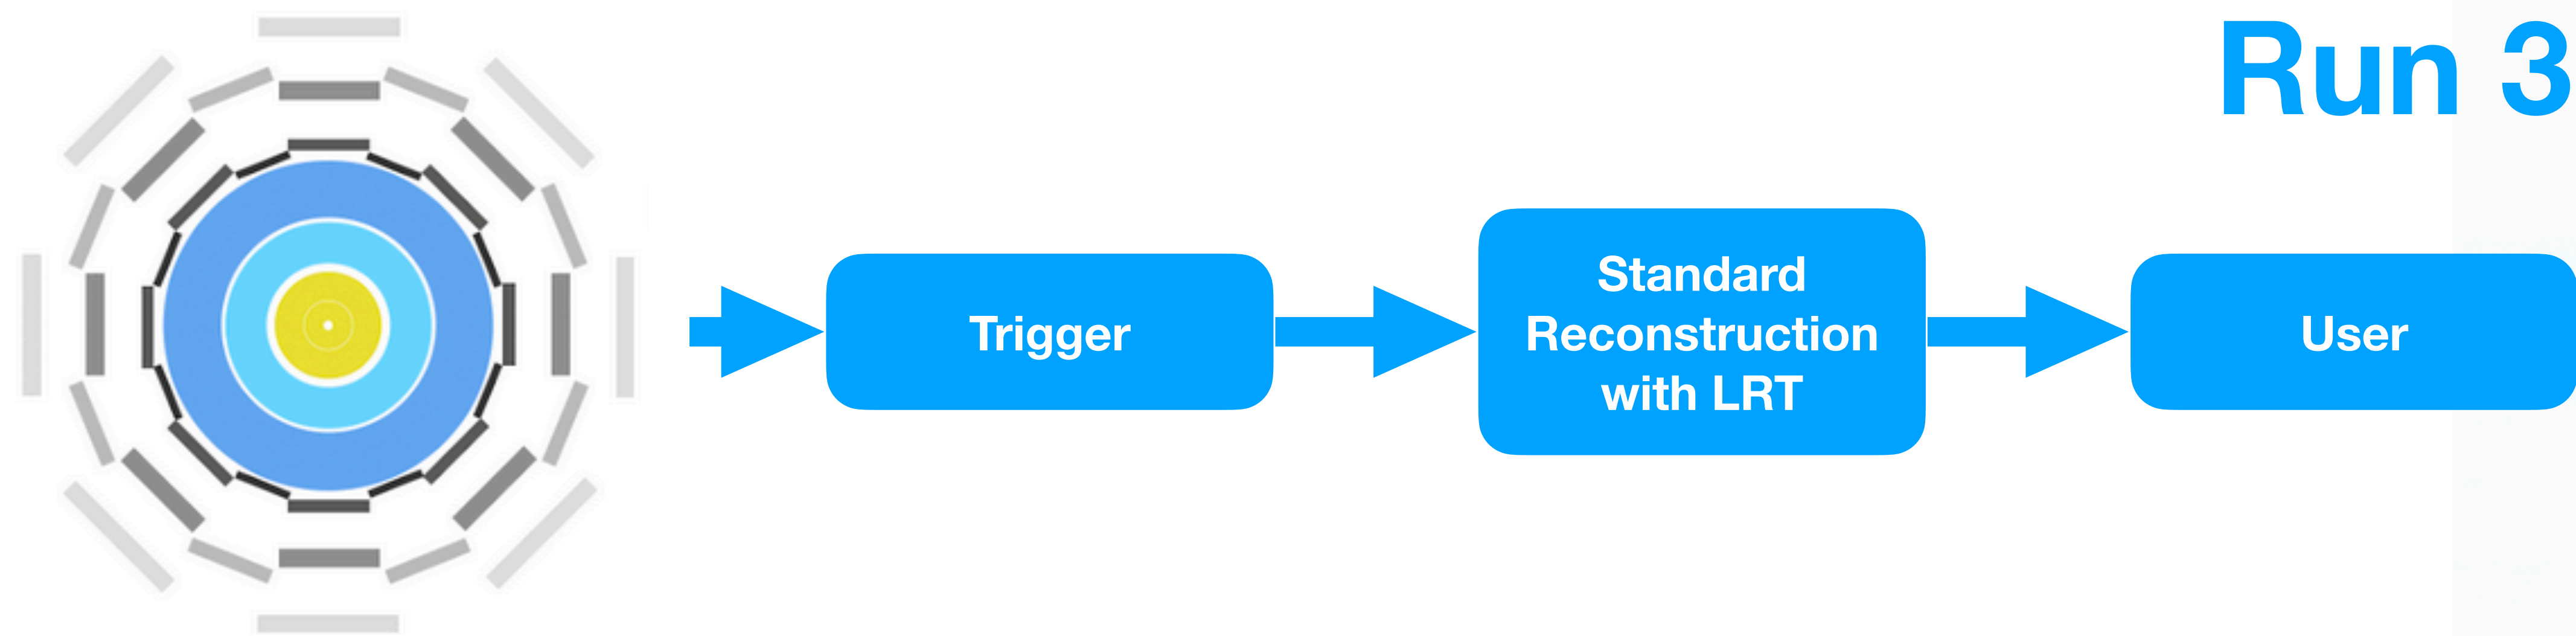 Run 3
Trigger
Standard
Reconstruction
with LRT
User